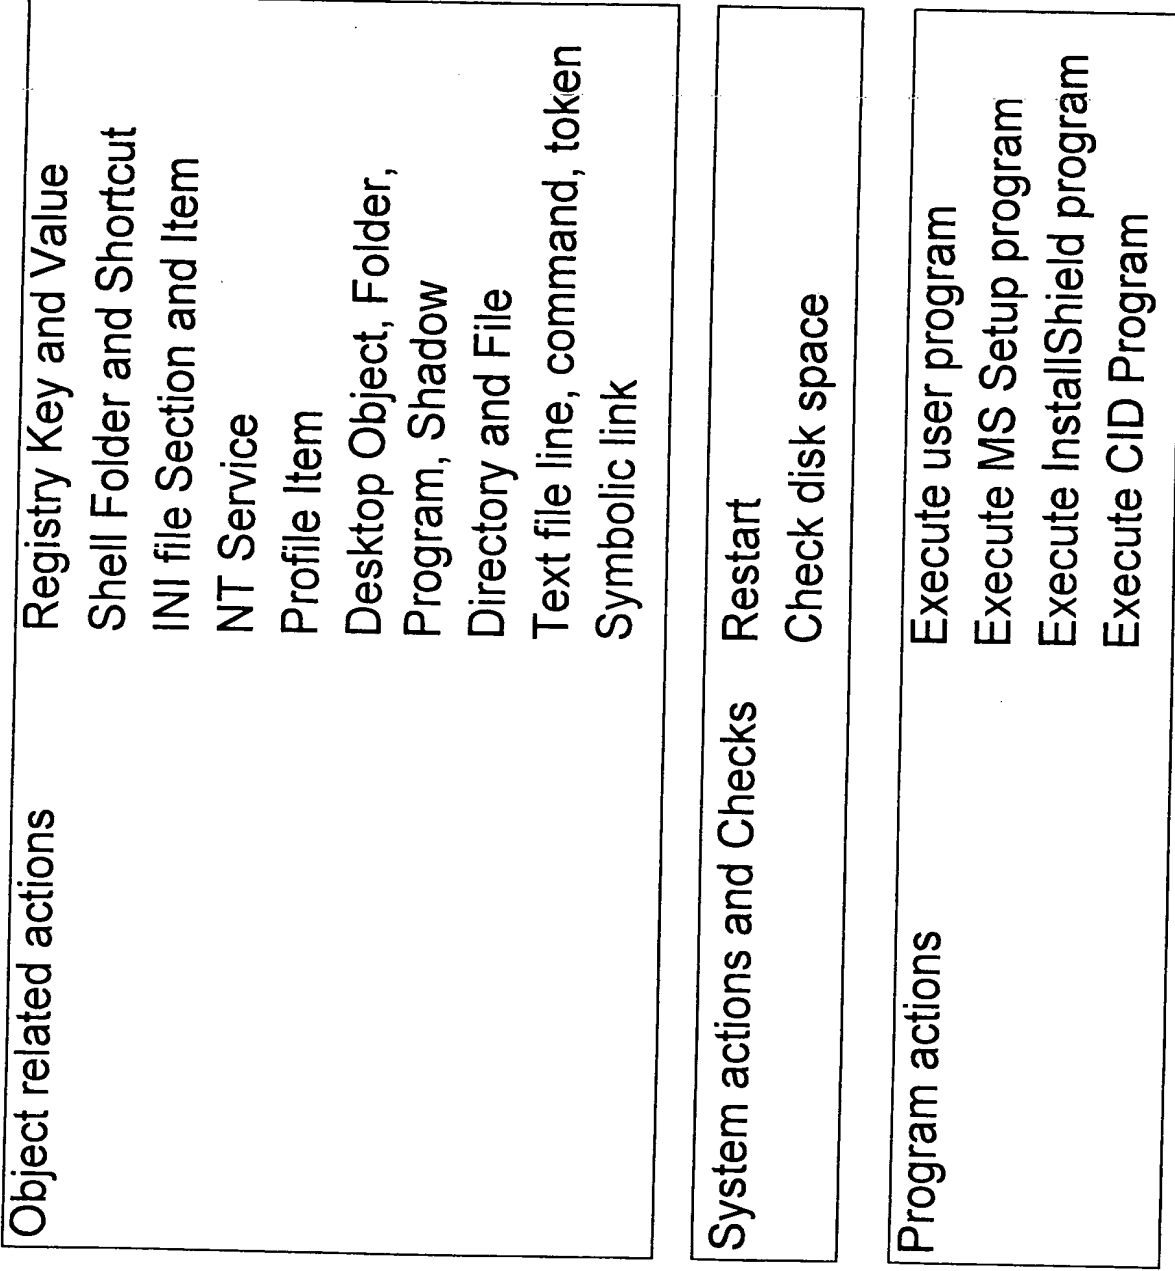 Object related actions
Registry Key and Value
Shell Folder and Shortcut
INI file Section and Item
NT Service
Profile Item
Desktop Object, Folder,
Program, Shadow
Directory and File
Text file line, command, token
Symbolic link
System actions and Checks
Restart
Check disk space
Program actions
Execute user program
Execute MS Setup program
Execute InstallShield program
Execute CID Program